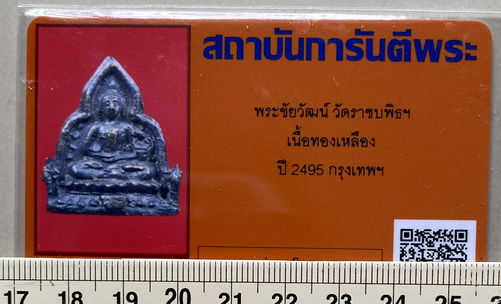 สถาบันการันตีพระ
พระชัยวัฒน์ วัดราชบพิธฯ
เนื้อทองเหลือง
ปี 2495 กรุงเทพฯ
17 18 19 20 21 22 23 24 25